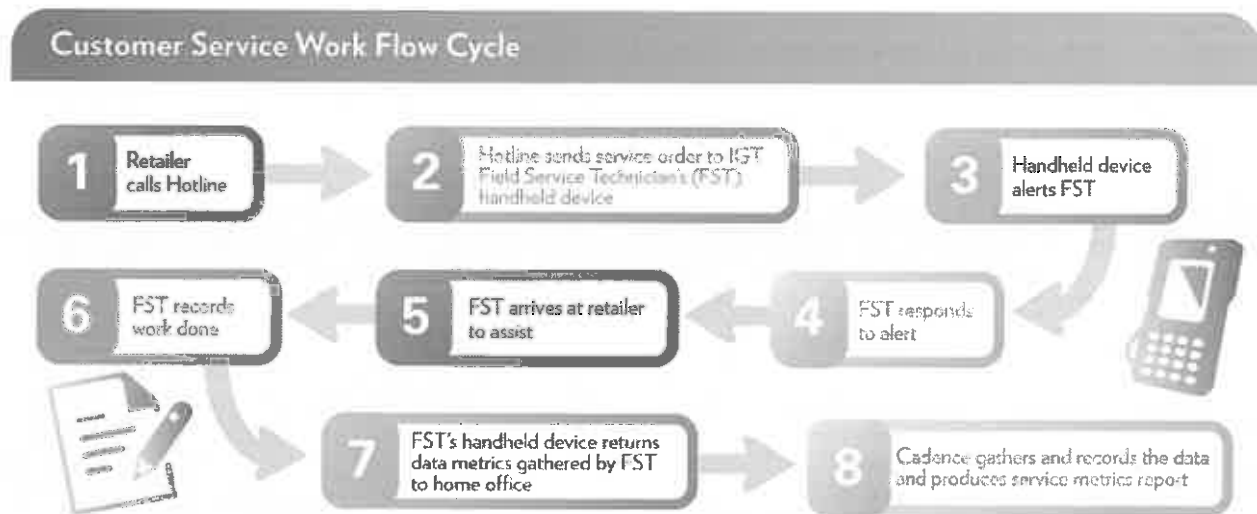 Customer Service Work Flow Cycle
1
Retailer
calls Hotline
2
Hotline sends service order to IGT
Field Service Technician's (FST)
handheld device
3
Handheld device
alerts FST
4
FST responds
to alert
5
FST arrives at retailer
to assist
6
FST records
work done
7
FST's handheld device returns
data metrics gathered by FST
to home office
8
Cadence gathers and records the data
and produces service metrics report